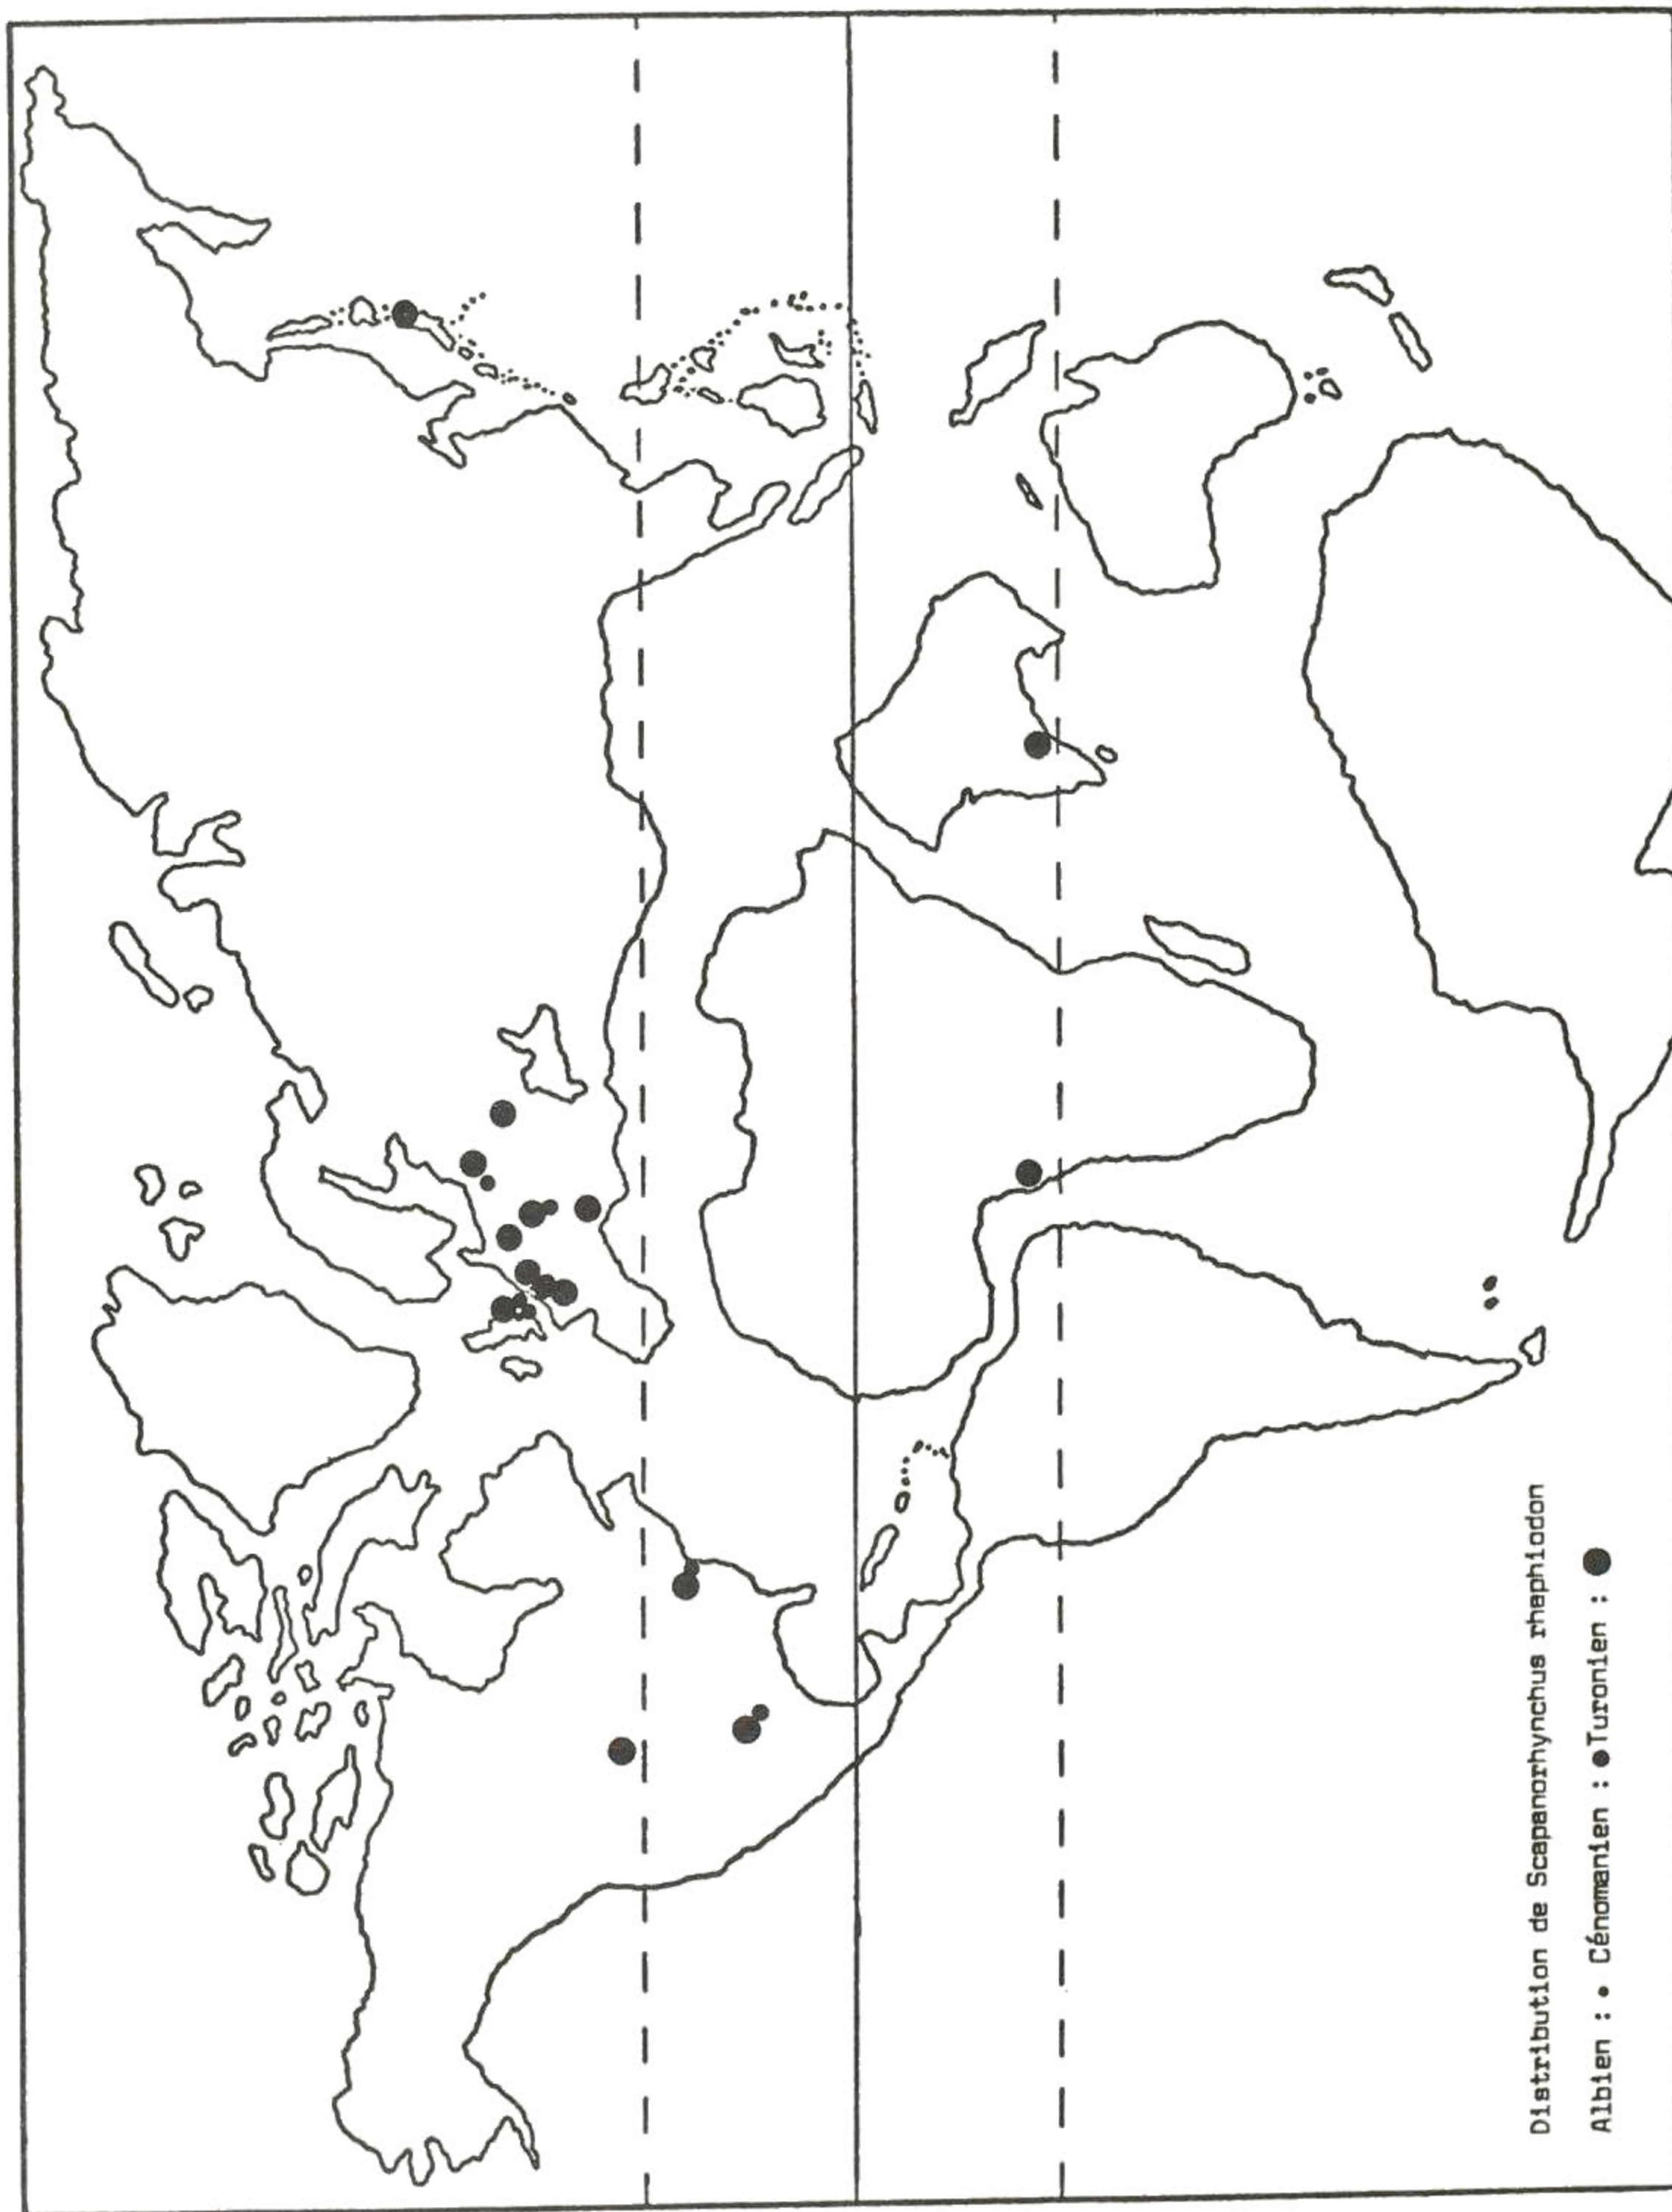 Distribution de Scapanorhynchus rhaphiodon
Albien : • Cénomanien : ● Turonien : ●